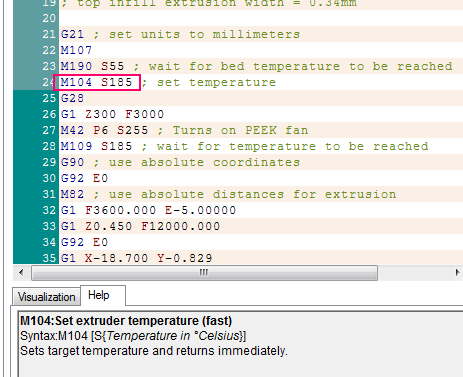 19 ; top infill extrusion width = 0.34mm
20
21 G21 ; set units to millimeters
22 M107
23 M190 S55 ; wait for bed temperature to be reached
24 M104 S185 ; set temperature
25 G28
26 G1 Z300 F3000
27 M42 P6 S255 ; Turns on PEEK fan
28 M109 S185 ; wait for temperature to be reached
29 G90 ; use absolute coordinates
30 G92 E0
31 M82 ; use absolute distances for extrusion
32 G1 F3600.000 E-5.00000
33 G1 Z0.450 F12000.000
34 G92 E0
35 G1 X-18.700 Y-0.829
Visualization Help
M104:Set extruder temperature (fast)
Syntax:M104 [S{Temperature in °Celsius}]
Sets target temperature and returns immediately.